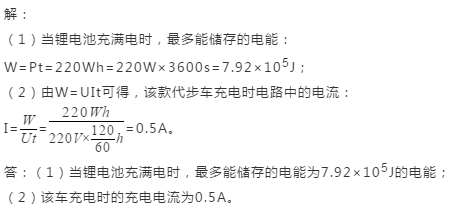 解：
（1）当锂电池充满电时，最多能储存的电能：
W=Pt=220Wh=220W×3600s=7.92×10⁵J；
（2）由W=UIt可得，该款代步车充电时电路中的电流：
I=\frac{W}{Ut}=\frac{220Wh}{220V×\frac{120}{60}h}=0.5A。
答：（1）当锂电池充满电时，最多能储存的电能为7.92×10⁵J的电能；
（2）该车充电时的充电电流为0.5A。